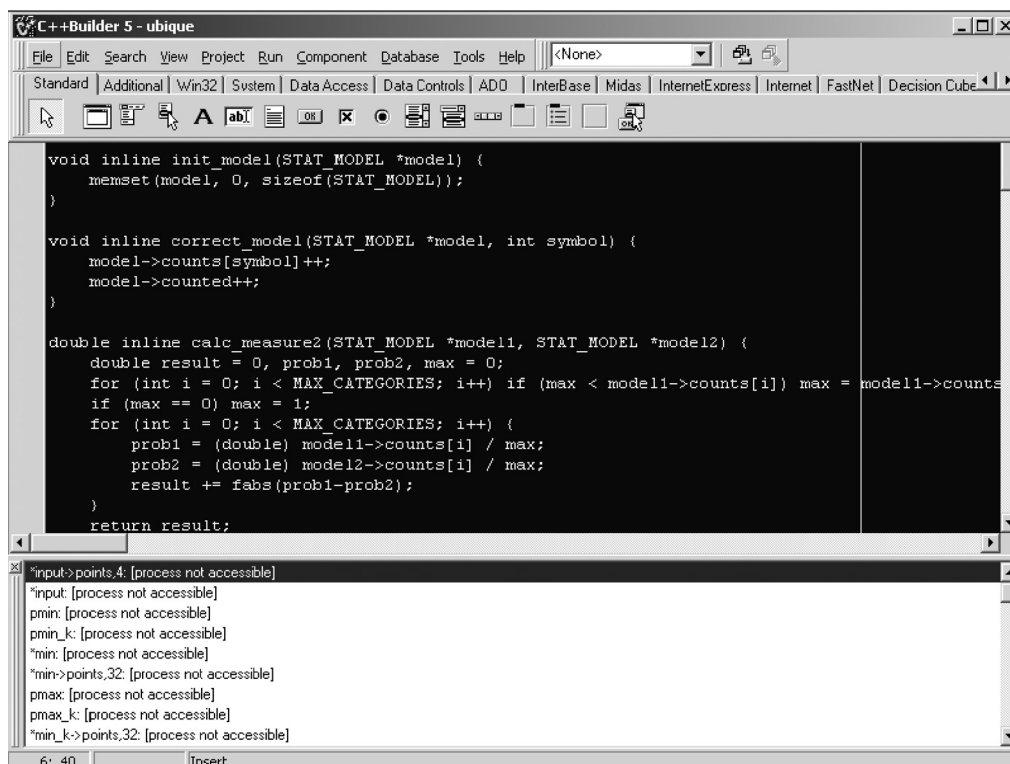 C++Builder 5 - ubique
File Edit Search View Project Run Component Database Tools Help <None>
Standard Additional Win32 System Data Access Data Controls ADO InterBase Midas InternetExpress Internet FastNet Decision Cube
A ab OK OK
void inline init_model(STAT_MODEL *model) {
    memset(model, 0, sizeof(STAT_MODEL));
}
void inline correct_model(STAT_MODEL *model, int symbol) {
    model->counts[symbol]++;
    model->counted++;
}
double inline calc_measure2(STAT_MODEL *model1, STAT_MODEL *model2) {
    double result = 0, prob1, prob2, max = 0;
    for (int i = 0; i < MAX_CATEGORIES; i++) if (max < model1->counts[i]) max = model1->counts
    if (max == 0) max = 1;
    for (int i = 0; i < MAX_CATEGORIES; i++) {
        prob1 = (double) model1->counts[i] / max;
        prob2 = (double) model2->counts[i] / max;
        result += fabs(prob1-prob2);
    }
    return result;
*input->points,4: [process not accessible]
*input: [process not accessible]
pmin: [process not accessible]
pmin_k: [process not accessible]
*min: [process not accessible]
*min->points,32: [process not accessible]
pmax: [process not accessible]
pmax_k: [process not accessible]
*min_k->points,32: [process not accessible]
6: 40 Insert